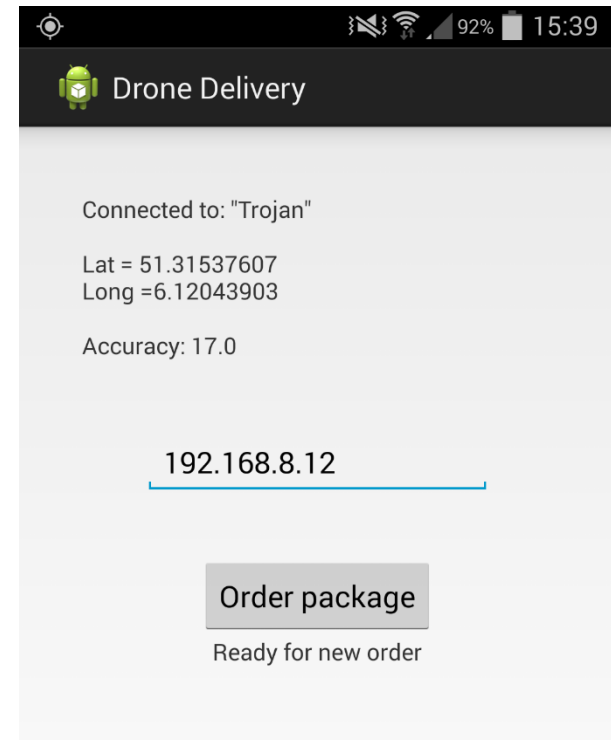 92% 15:39
Drone Delivery
Connected to: "Trojan"
Lat = 51.31537607
Long =6.12043903
Accuracy: 17.0
192.168.8.12
Order package
Ready for new order